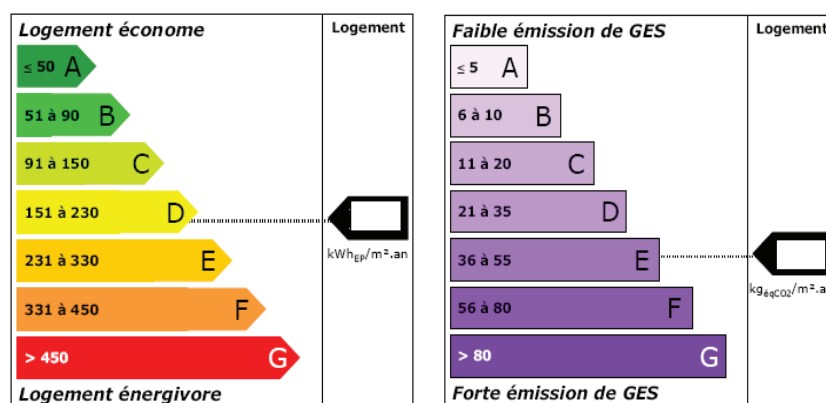 Logement économe
Logement
≤ 50 A
51 à 90 B
91 à 150 C
151 à 230 D
231 à 330 E
331 à 450 F
> 450 G
kWhEP/m².an
Logement énergivore
Faible émission de GES
Logement
≤ 5 A
6 à 10 B
11 à 20 C
21 à 35 D
36 à 55 E
56 à 80 F
> 80 G
kgéqCO2/m².a
Forte émission de GES